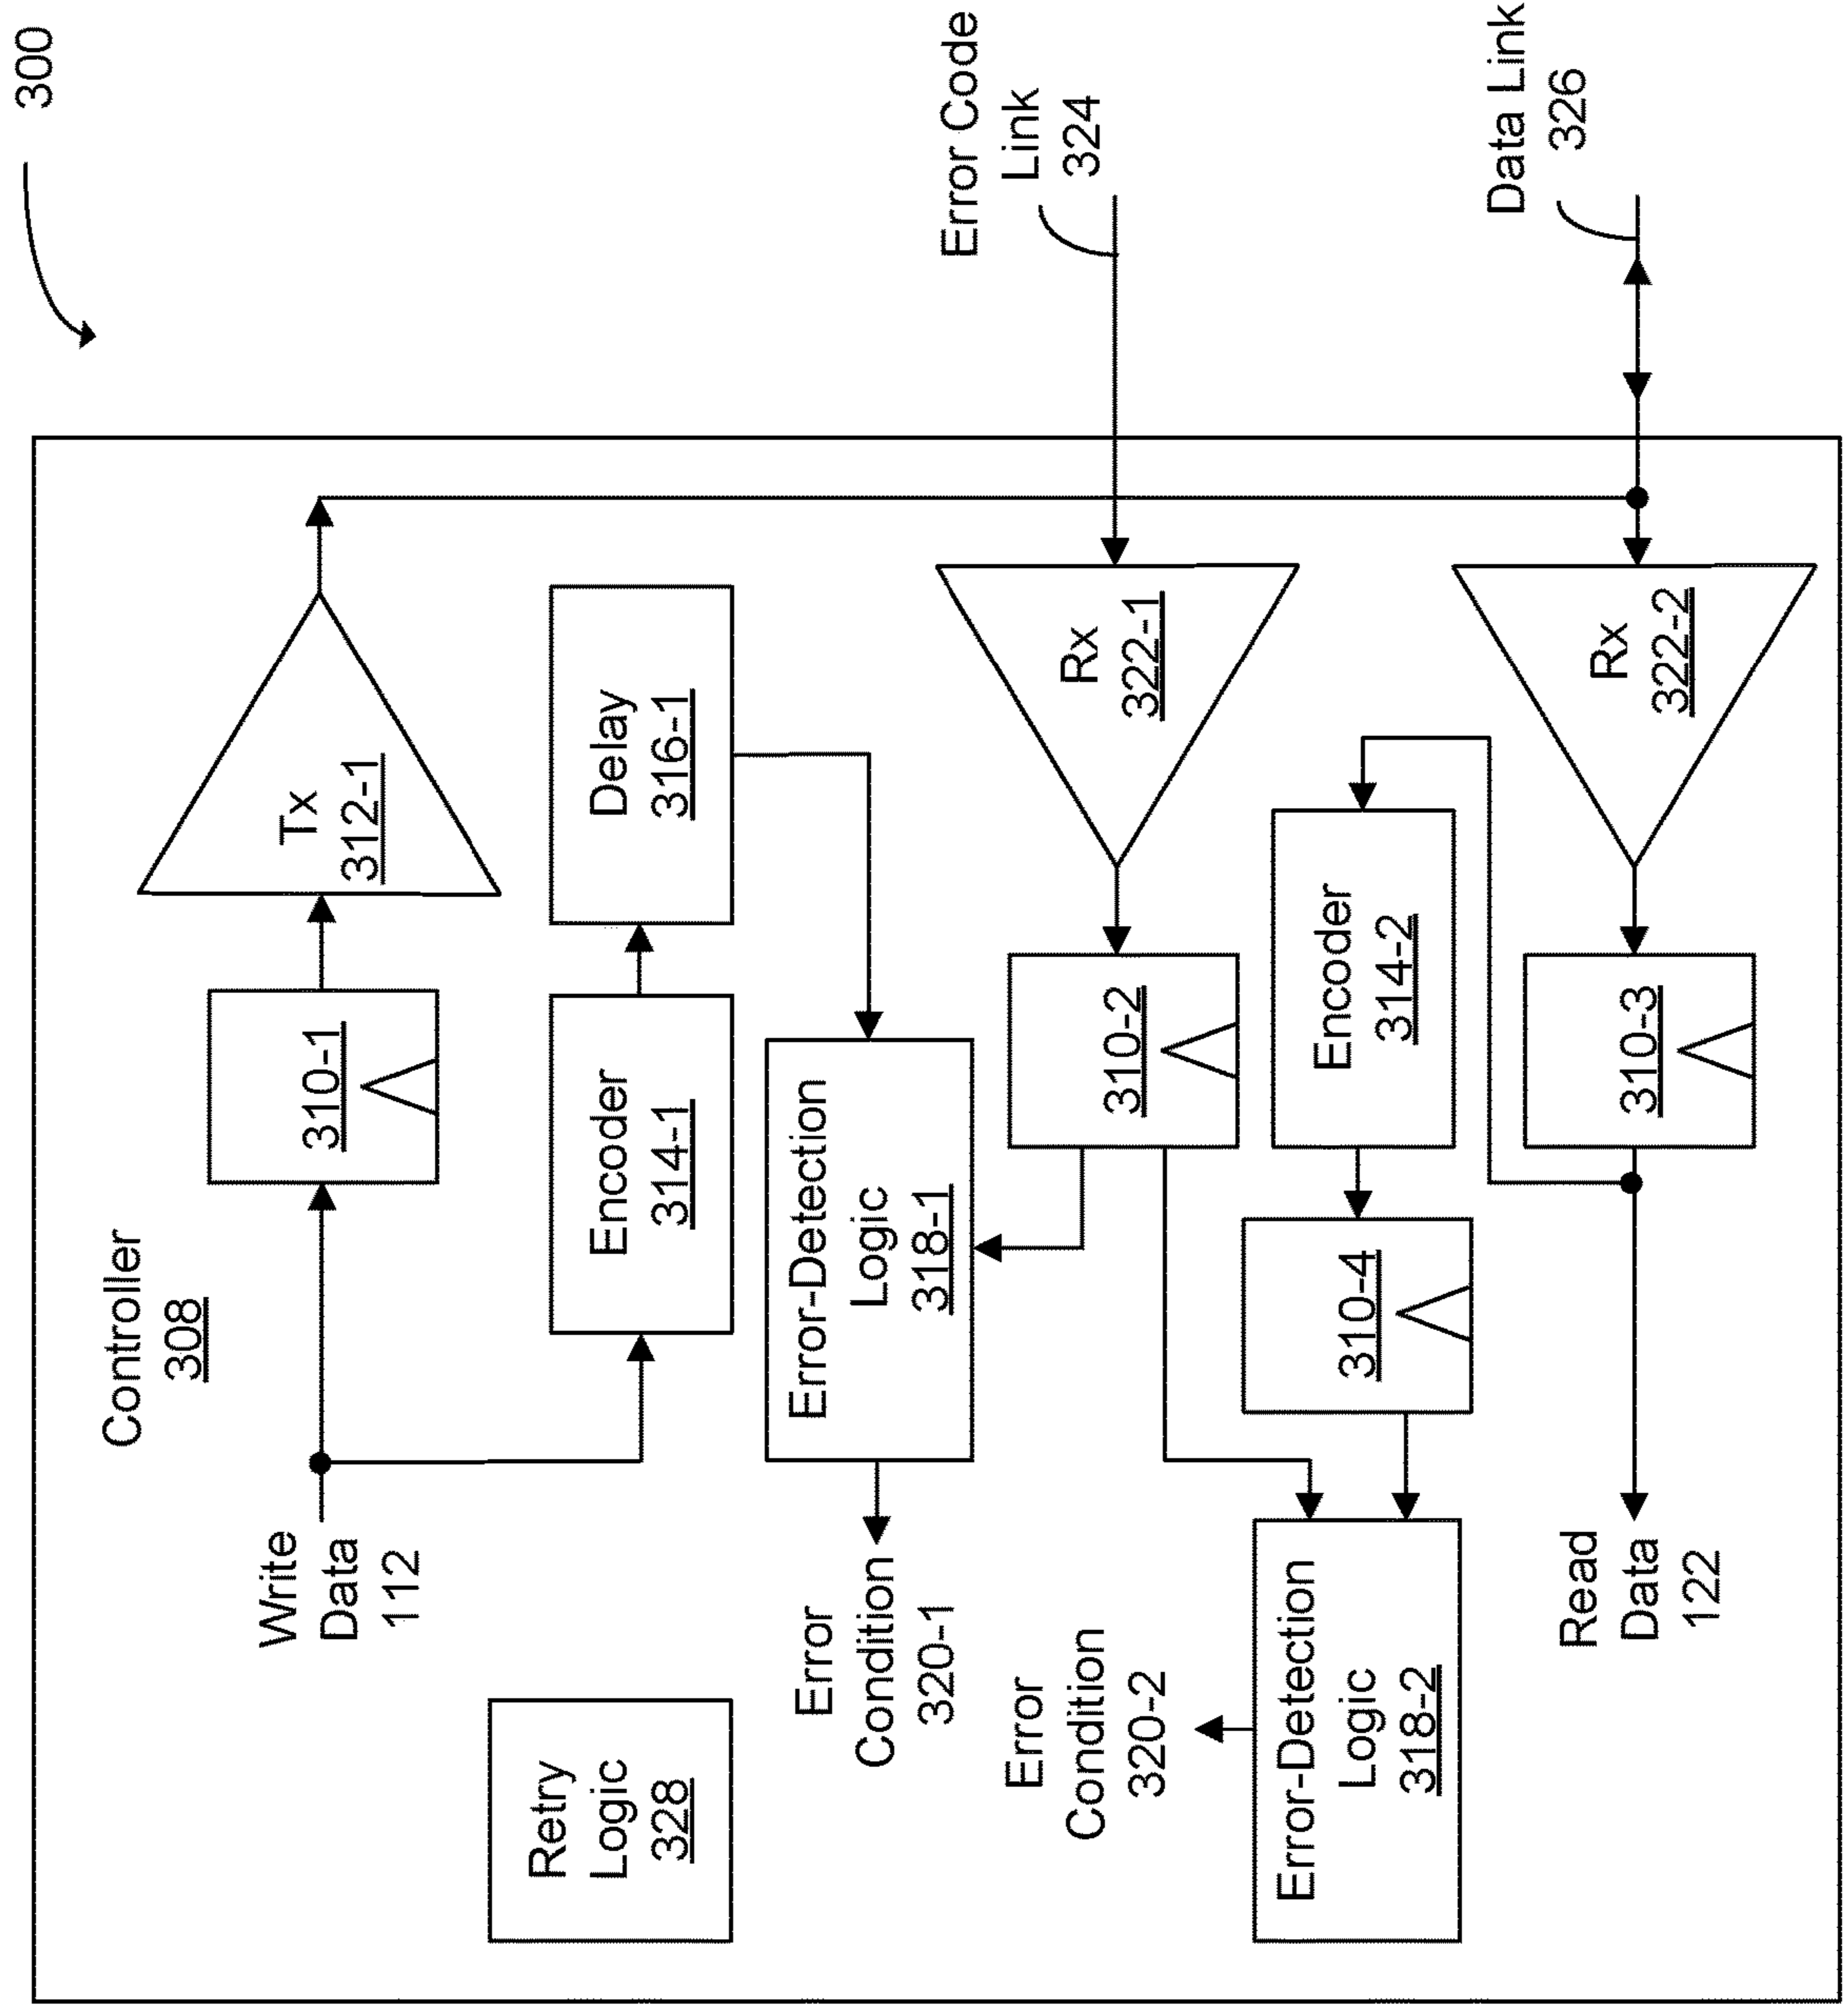 300
Controller
308
Write
Data
112
310-1
Tx
312-1
Retry
Logic
328
Encoder
314-1
Delay
316-1
Error
Condition
320-1
Error-Detection
Logic
318-1
Error Code
Link
324
310-2
Rx
322-1
Error
Condition
320-2
Error-Detection
Logic
318-2
310-4
Encoder
314-2
Data Link
326
Read
Data
122
310-3
Rx
322-2